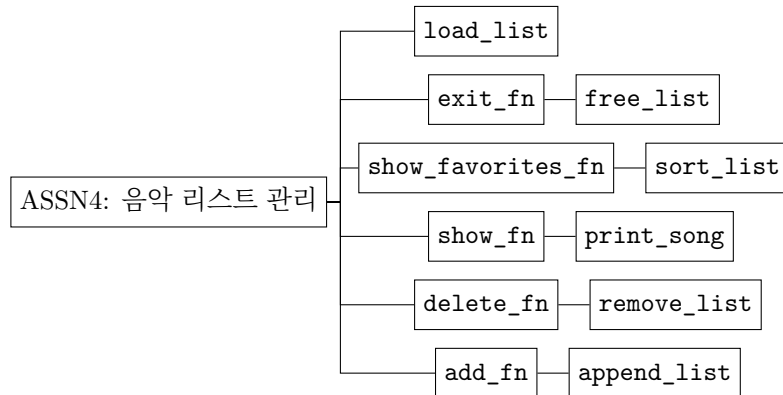 load_list
exit_fn free_list
show_favorites_fn sort_list
ASSN4: 음악 리스트 관리
show_fn print_song
delete_fn remove_list
add_fn append_list